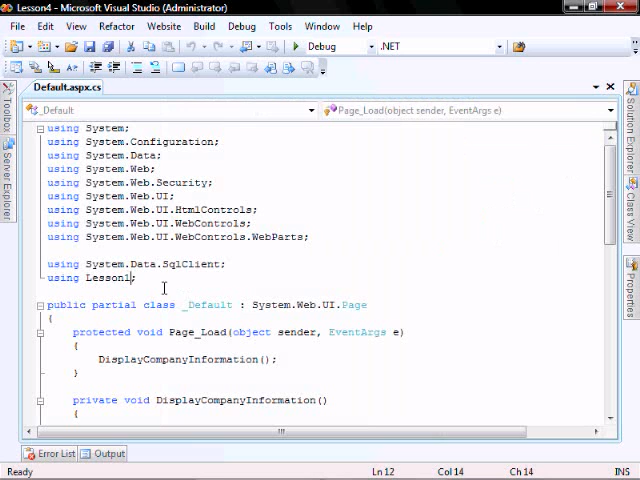 Lesson4 - Microsoft Visual Studio (Administrator)
File Edit View Refactor Website Build Debug Tools Window Help
Debug .NET
Default.aspx.cs
_Default Page_Load(object sender, EventArgs e)
using System;
using System.Configuration;
using System.Data;
using System.Web;
using System.Web.Security;
using System.Web.UI;
using System.Web.UI.HtmlControls;
using System.Web.UI.WebControls;
using System.Web.UI.WebControls.WebParts;
using System.Data.SqlClient;
using Lesson1;
public partial class _Default : System.Web.UI.Page
{
protected void Page_Load(object sender, EventArgs e)
{
DisplayCompanyInformation();
}
private void DisplayCompanyInformation()
{
Toolbox
Server Explorer
Solution Explorer
Class View
Properties
Error List Output
Ready Ln 12 Col 14 Ch 14 INS